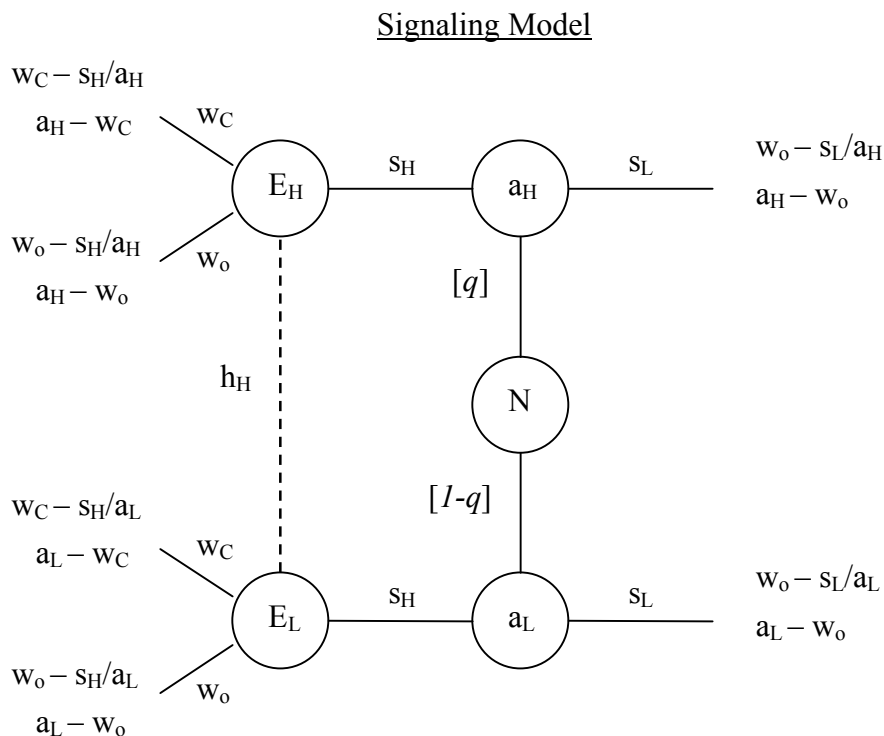 Signaling Model
w_C – s_H/a_H
a_H – w_C
w_C
w_o – s_H/a_H
a_H – w_o
w_o
E_H
s_H
a_H
s_L
w_o – s_L/a_H
a_H – w_o
[q]
h_H
N
[1-q]
w_C – s_H/a_L
a_L – w_C
w_C
w_o – s_H/a_L
a_L – w_o
w_o
E_L
s_H
a_L
s_L
w_o – s_L/a_L
a_L – w_o